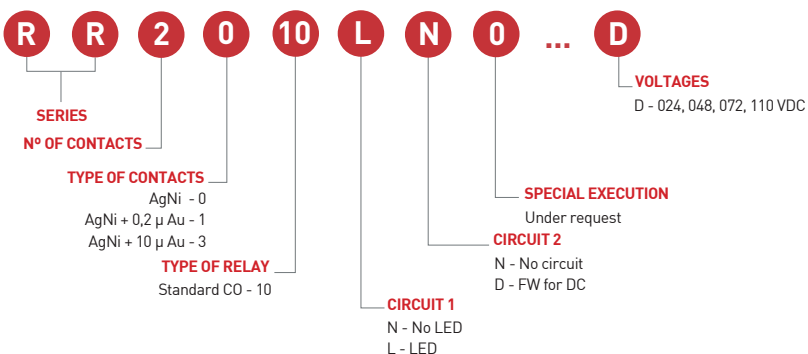 R R 2 0 10 L N 0 ... D
VOLTAGES
D - 024, 048, 072, 110 VDC
SERIES
Nº OF CONTACTS
TYPE OF CONTACTS
AgNi - 0
AgNi + 0,2 µ Au - 1
AgNi + 10 µ Au - 3
SPECIAL EXECUTION
Under request
CIRCUIT 2
N - No circuit
D - FW for DC
TYPE OF RELAY
Standard CO - 10
CIRCUIT 1
N - No LED
L - LED